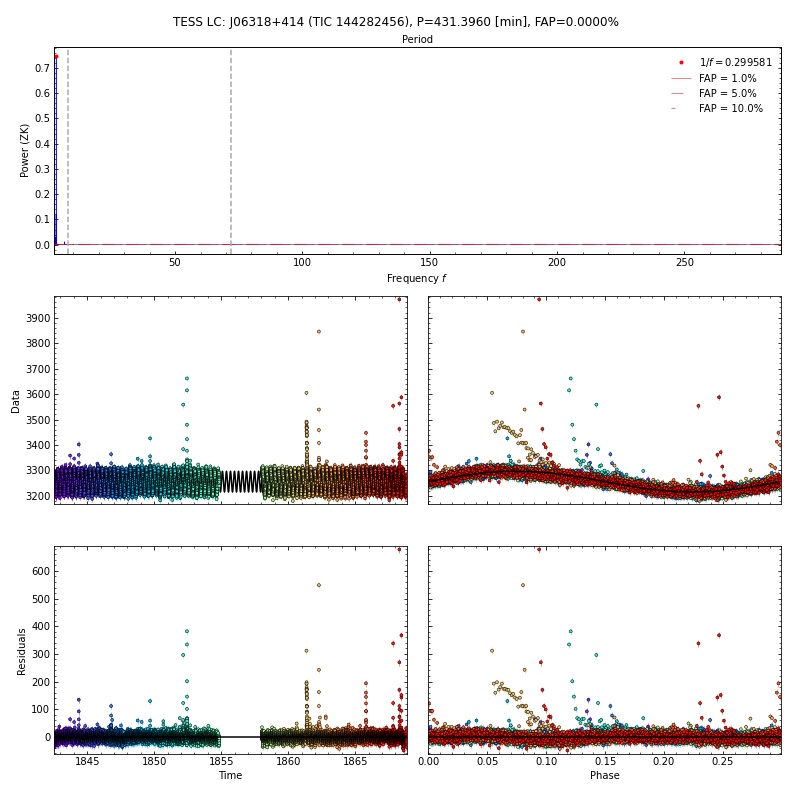 TESS LC: J06318+414 (TIC 144282456), P=431.3960 [min], FAP=0.0000%
Period
Power (ZK)
0.7
0.6
0.5
0.4
0.3
0.2
0.1
0.0
1/f = 0.299581
FAP = 1.0%
FAP = 5.0%
FAP = 10.0%
50 100 150 200 250
Frequency f
Data
3900
3800
3700
3600
3500
3400
3300
3200
Residuals
600
500
400
300
200
100
0
1845 1850 1855 1860 1865
Time
0.00 0.05 0.10 0.15 0.20 0.25
Phase